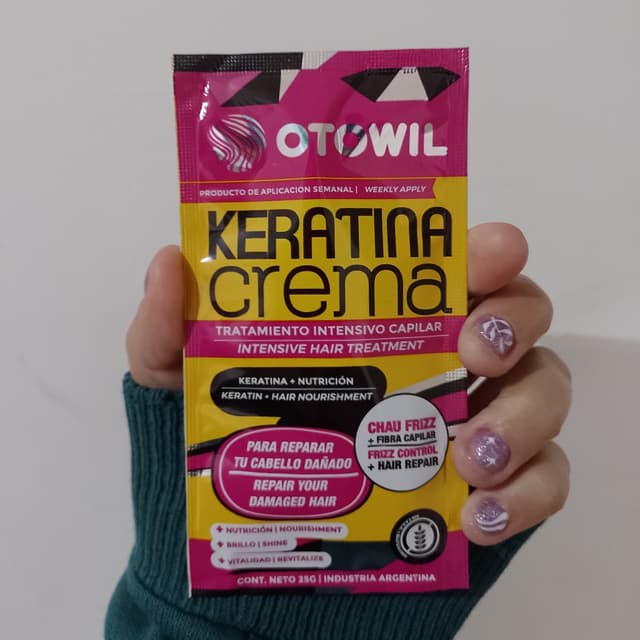 OTOWIL
PRODUCTO DE APLICACION SEMANAL | WEEKLY APPLY
KERATINA
crema
TRATAMIENTO INTENSIVO CAPILAR
INTENSIVE HAIR TREATMENT
KERATINA + NUTRICIÓN
KERATIN + HAIR NOURISHMENT
CHAU FRIZZ
+ FIBRA CAPILAR
FRIZZ CONTROL
+ HAIR REPAIR
PARA REPARAR
TU CABELLO DAÑADO
REPAIR YOUR
DAMAGED HAIR
+ NUTRICIÓN | NOURISHMENT
+ BRILLO | SHINE
+ VITALIDAD | REVITALIZE
CONT. NETO 25G | INDUSTRIA ARGENTINA